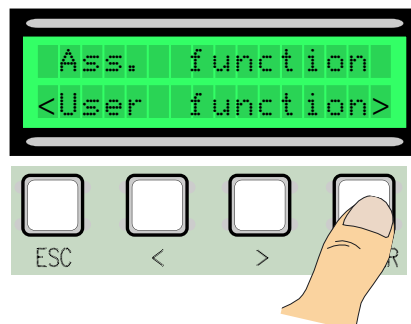 Ass. function
<User function>
ESC < > R